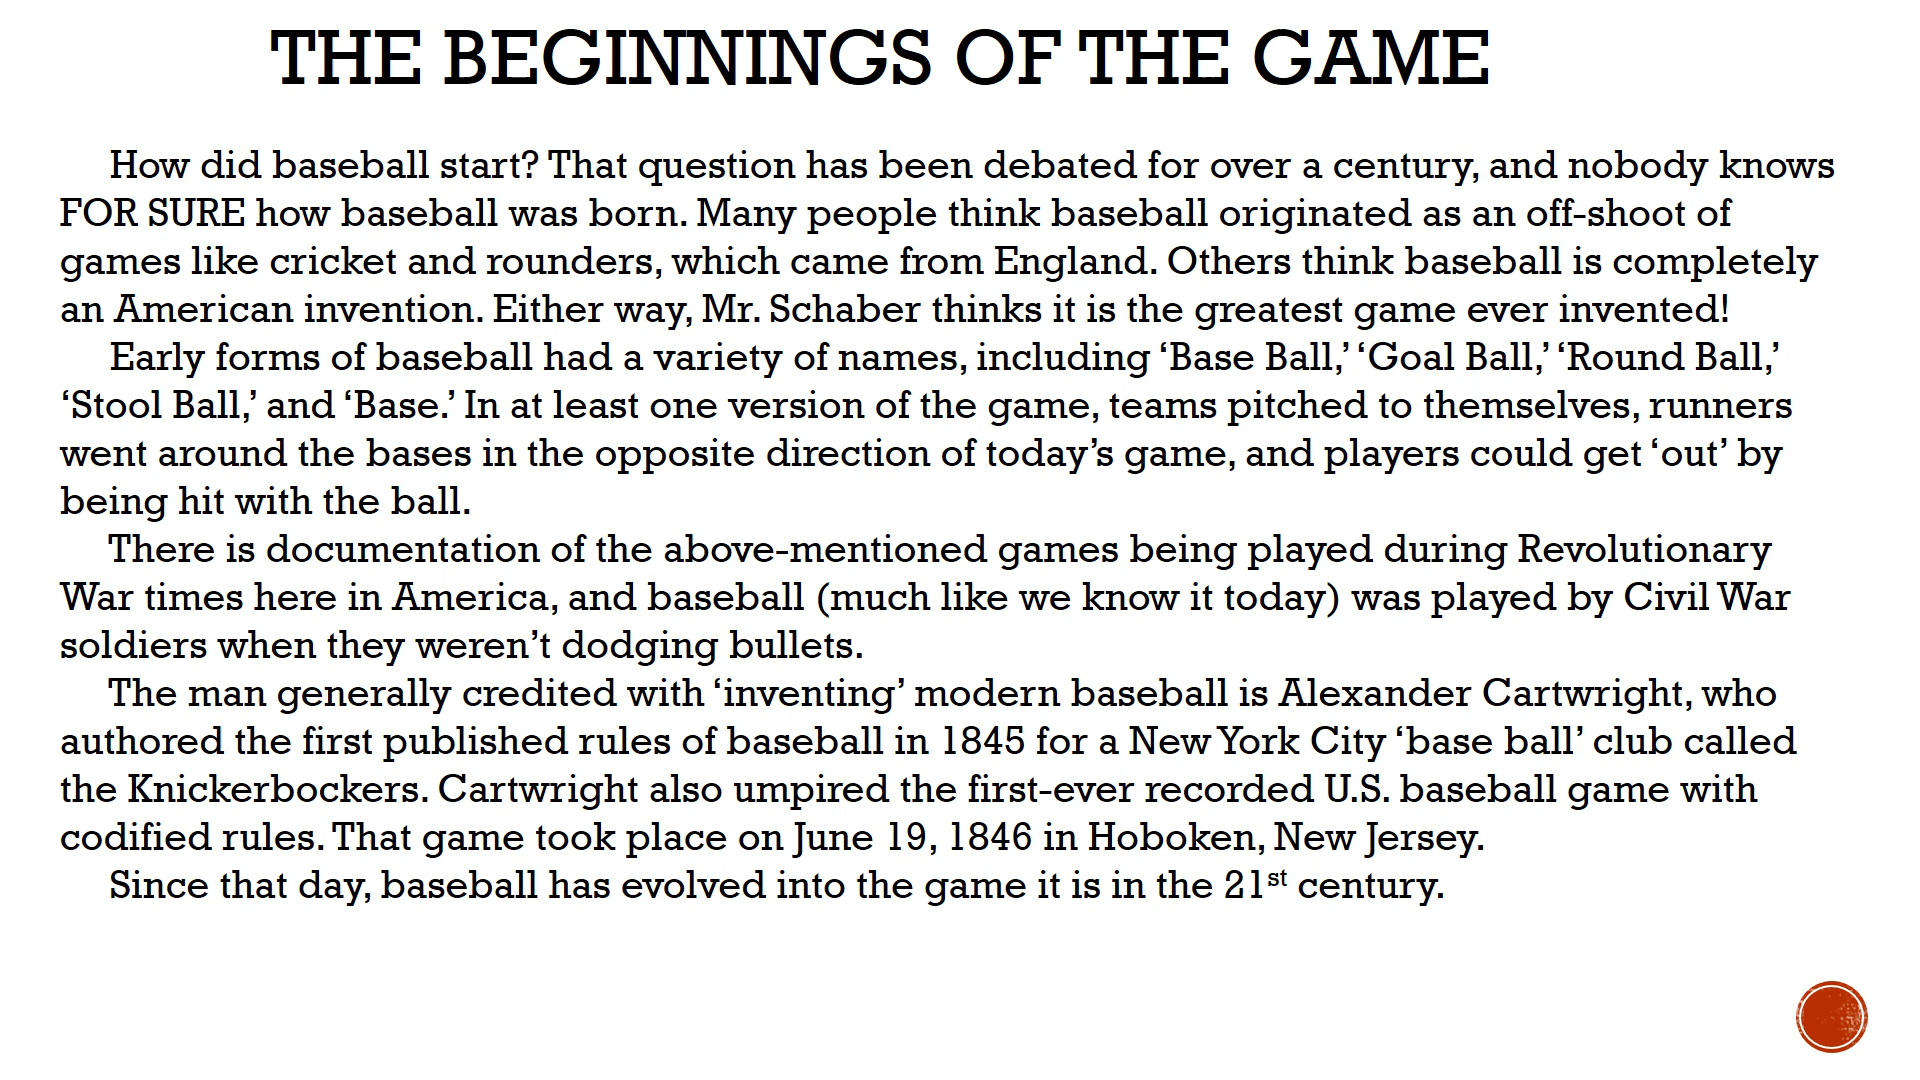 THE BEGINNINGS OF THE GAME
How did baseball start? That question has been debated for over a century, and nobody knows
FOR SURE how baseball was born. Many people think baseball originated as an off-shoot of
games like cricket and rounders, which came from England. Others think baseball is completely
an American invention. Either way, Mr. Schaber thinks it is the greatest game ever invented!
Early forms of baseball had a variety of names, including ‘Base Ball,’ ‘Goal Ball,’ ‘Round Ball,’
‘Stool Ball,’ and ‘Base.’ In at least one version of the game, teams pitched to themselves, runners
went around the bases in the opposite direction of today’s game, and players could get ‘out’ by
being hit with the ball.
There is documentation of the above-mentioned games being played during Revolutionary
War times here in America, and baseball (much like we know it today) was played by Civil War
soldiers when they weren’t dodging bullets.
The man generally credited with ‘inventing’ modern baseball is Alexander Cartwright, who
authored the first published rules of baseball in 1845 for a New York City ‘base ball’ club called
the Knickerbockers. Cartwright also umpired the first-ever recorded U.S. baseball game with
codified rules. That game took place on June 19, 1846 in Hoboken, New Jersey.
Since that day, baseball has evolved into the game it is in the 21st century.